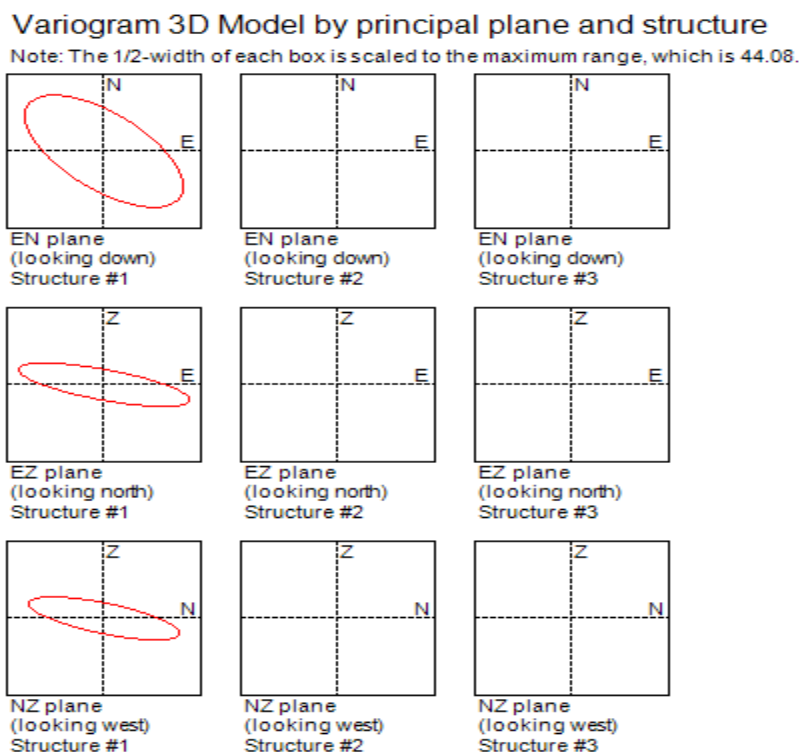 Variogram 3D Model by principal plane and structure
Note: The 1/2-width of each box is scaled to the maximum range, which is 44.08.
N N N
E E E
EN plane EN plane EN plane
(looking down) (looking down) (looking down)
Structure #1 Structure #2 Structure #3
Z Z Z
E E E
EZ plane EZ plane EZ plane
(looking north) (looking north) (looking north)
Structure #1 Structure #2 Structure #3
Z Z Z
N N N
NZ plane NZ plane NZ plane
(looking west) (looking west) (looking west)
Structure #1 Structure #2 Structure #3